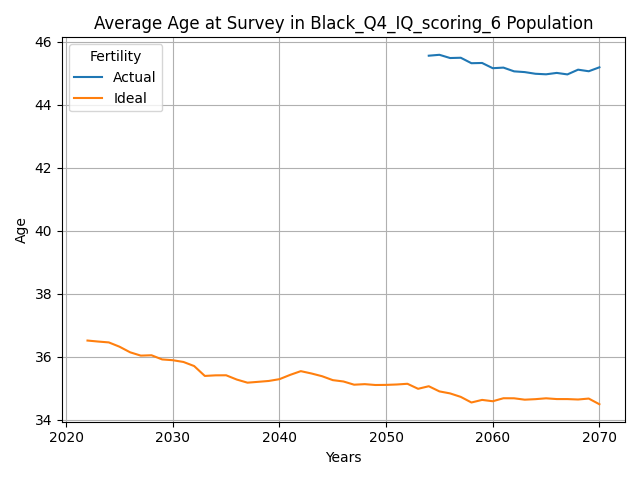 Average Age at Survey in Black_Q4_IQ_scoring_6 Population
Fertility
Actual
Ideal
46
44
42
40
38
36
34
Age
2020 2030 2040 2050 2060 2070
Years